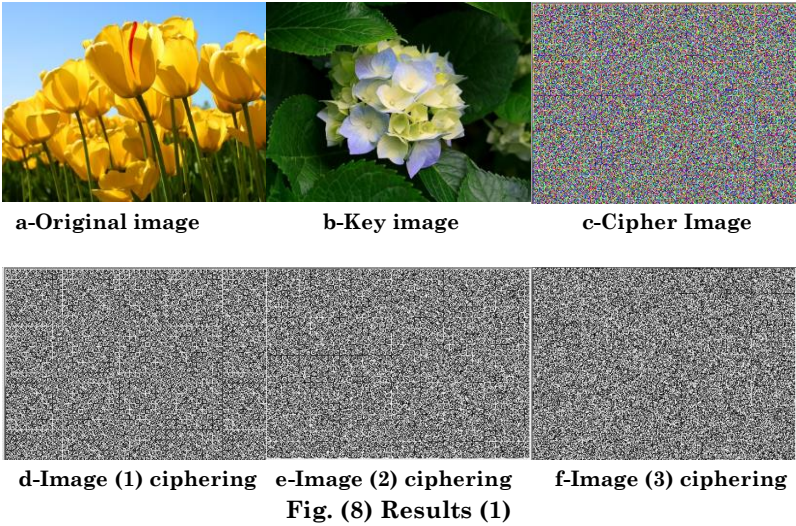 a-Original image b-Key image c-Cipher Image
d-Image (1) ciphering e-Image (2) ciphering f-Image (3) ciphering
Fig. (8) Results (1)